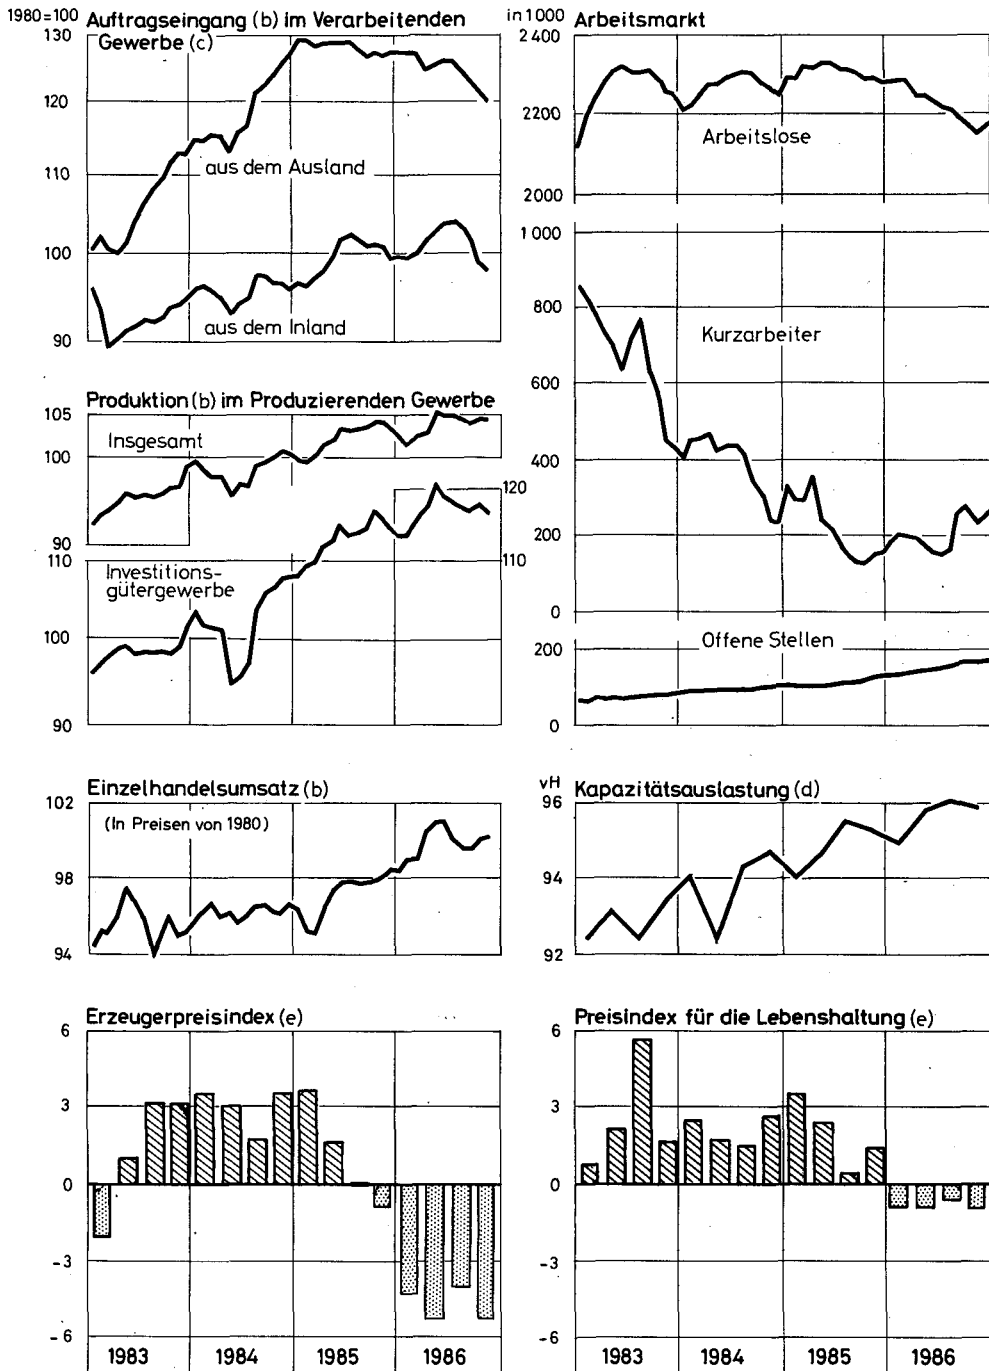 1980=100 Auftragseingang (b) im Verarbeitenden
Gewerbe (c)
130
120
110
100
90
aus dem Ausland
aus dem Inland
Produktion (b) im Produzierenden Gewerbe
105
100
90
Insgesamt
120
110
110
100
90
Investitions-
gütergewerbe
Einzelhandelsumsatz (b)
102
(In Preisen von 1980)
98
94
Erzeugerpreisindex (e)
6
3
0
-3
-6
1983 1984 1985 1986
in 1000 Arbeitsmarkt
2 400
2200
2000
Arbeitslose
1 000
800
600
400
200
0
Kurzarbeiter
200
0
Offene Stellen
vH Kapazitätsauslastung (d)
96
94
92
Preisindex für die Lebenshaltung (e)
6
3
0
-3
-6
1983 1984 1985 1986